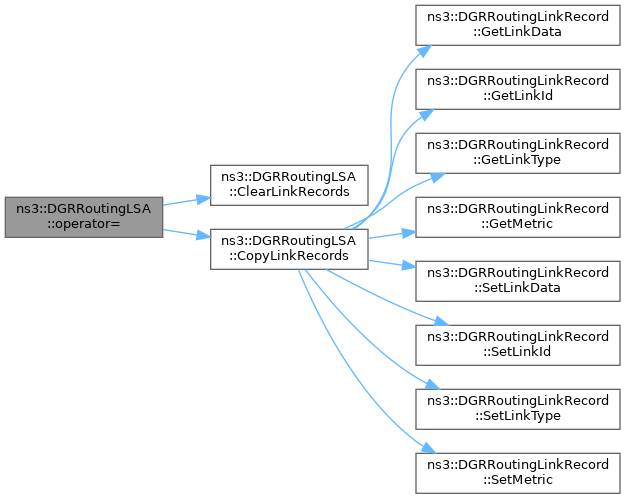 ns3::DGRRoutingLSA
::operator=
ns3::DGRRoutingLSA
::ClearLinkRecords
ns3::DGRRoutingLSA
::CopyLinkRecords
ns3::DGRRoutingLinkRecord
::GetLinkData
ns3::DGRRoutingLinkRecord
::GetLinkId
ns3::DGRRoutingLinkRecord
::GetLinkType
ns3::DGRRoutingLinkRecord
::GetMetric
ns3::DGRRoutingLinkRecord
::SetLinkData
ns3::DGRRoutingLinkRecord
::SetLinkId
ns3::DGRRoutingLinkRecord
::SetLinkType
ns3::DGRRoutingLinkRecord
::SetMetric